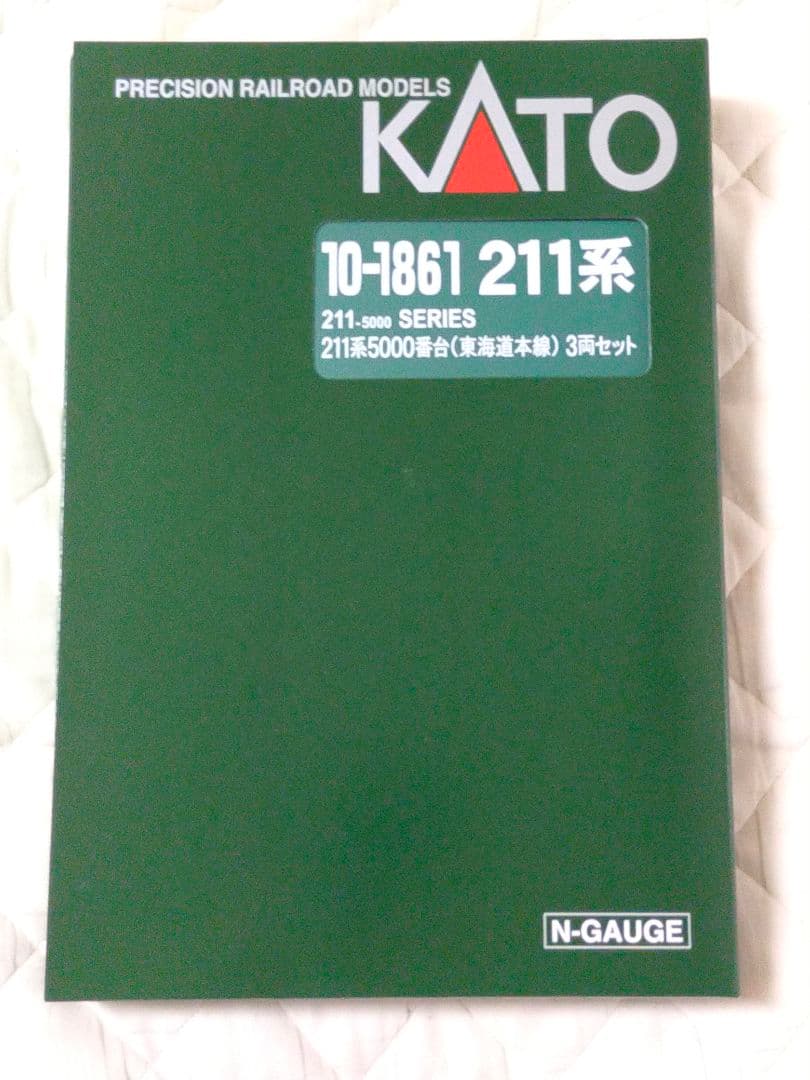 PRECISION RAILROAD MODELS
KATO
10-1861 211系
211-5000 SERIES
211系5000番台(東海道本線) 3両セット
N-GAUGE